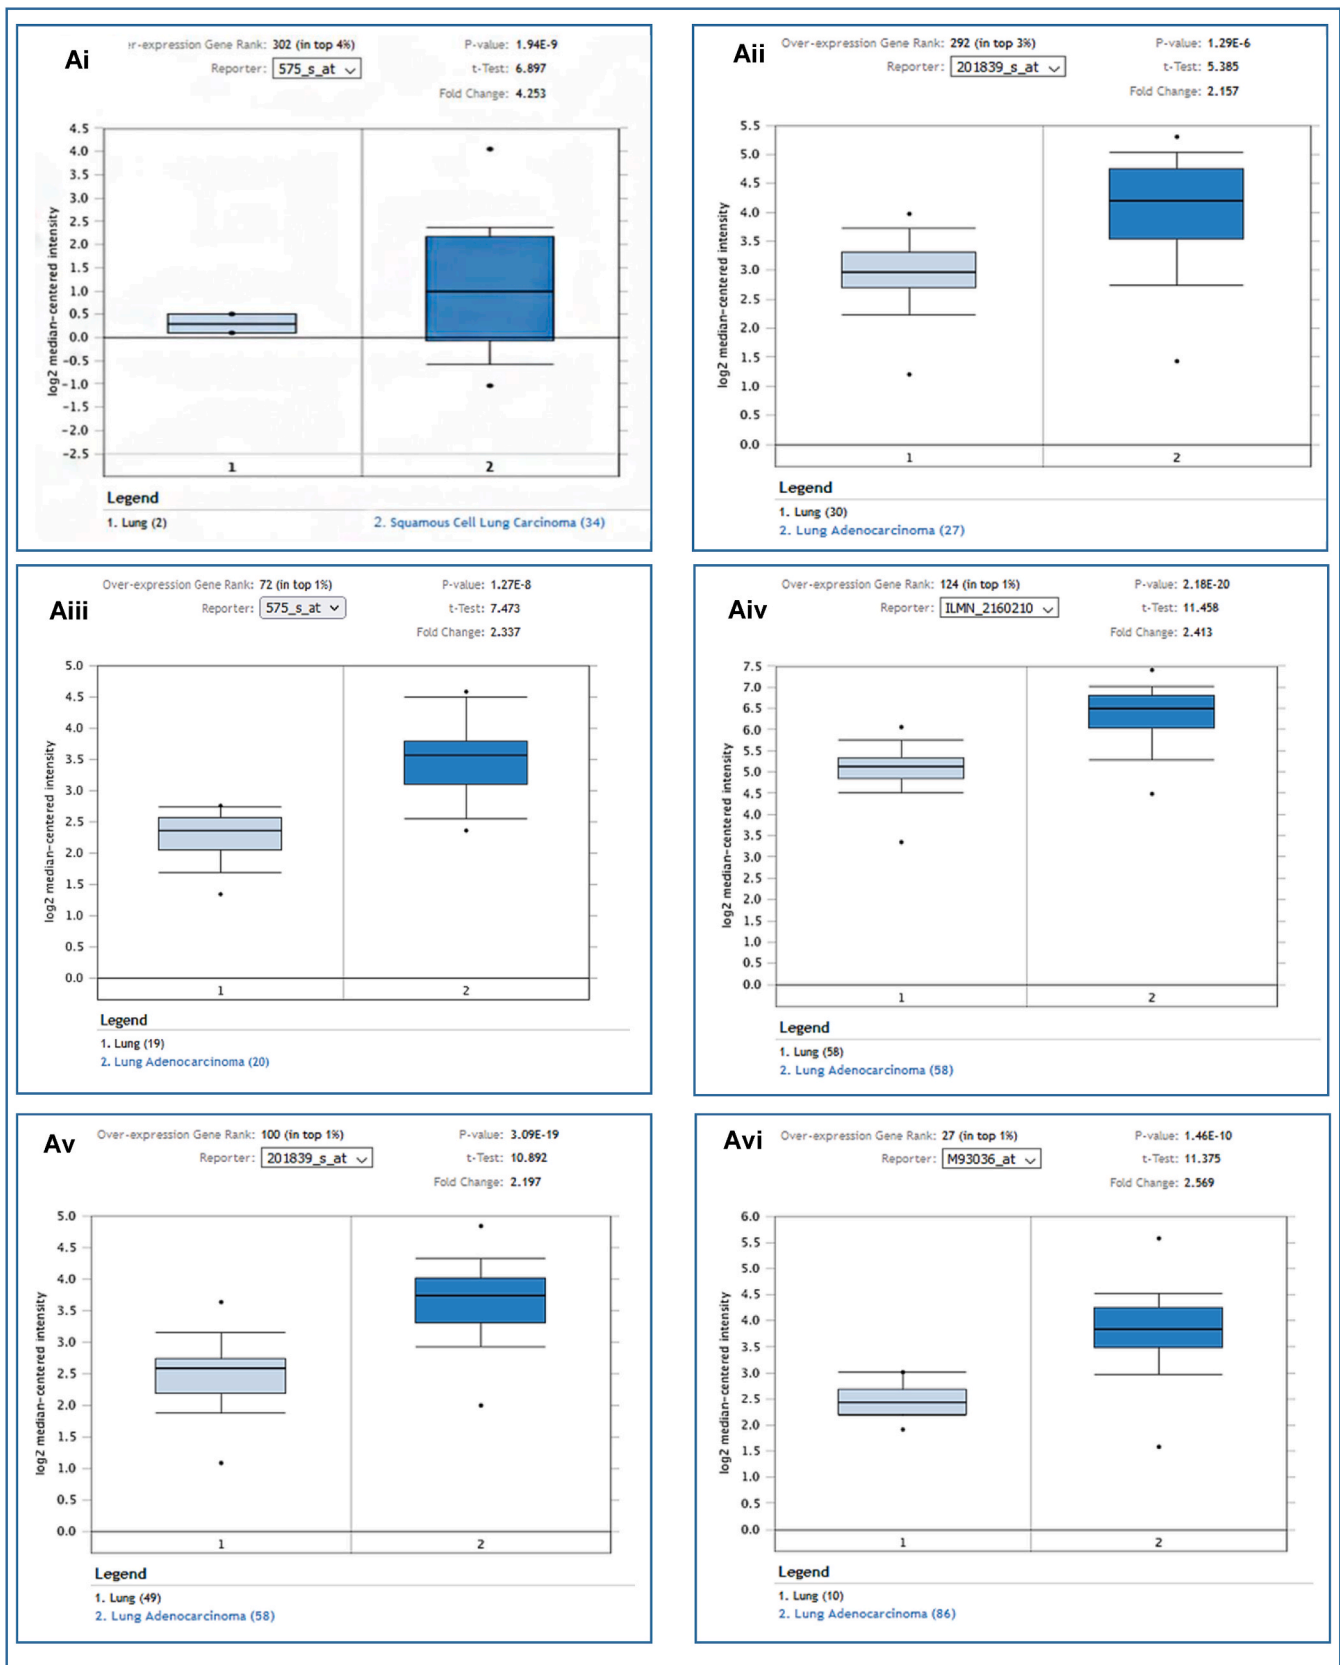 Ai
er-expression Gene Rank: 302 (in top 4%)
P-value: 1.94E-9
Reporter: 575_s_at
t-Test: 6.897
Fold Change: 4.253
log2 median-centered intensity
4.5
4.0
3.5
3.0
2.5
2.0
1.5
1.0
0.5
0.0
-0.5
-1.0
-1.5
-2.0
-2.5
1
2
Legend
1. Lung (2)
2. Squamous Cell Lung Carcinoma (34)
Aii
Over-expression Gene Rank: 292 (in top 3%)
P-value: 1.29E-6
Reporter: 201839_s_at
t-Test: 5.385
Fold Change: 2.157
log2 median-centered intensity
5.5
5.0
4.5
4.0
3.5
3.0
2.5
2.0
1.5
1.0
0.5
0.0
1
2
Legend
1. Lung (30)
2. Lung Adenocarcinoma (27)
Aiii
Over-expression Gene Rank: 72 (in top 1%)
P-value: 1.27E-8
Reporter: 575_s_at
t-Test: 7.473
Fold Change: 2.337
log2 median-centered intensity
5.0
4.5
4.0
3.5
3.0
2.5
2.0
1.5
1.0
0.5
0.0
1
2
Legend
1. Lung (19)
2. Lung Adenocarcinoma (20)
Aiv
Over-expression Gene Rank: 124 (in top 1%)
P-value: 2.18E-20
Reporter: ILMN_2160210
t-Test: 11.458
Fold Change: 2.413
log2 median-centered intensity
7.5
7.0
6.5
6.0
5.5
5.0
4.5
4.0
3.5
3.0
2.5
2.0
1.5
1.0
0.5
0.0
1
2
Legend
1. Lung (58)
2. Lung Adenocarcinoma (58)
Av
Over-expression Gene Rank: 100 (in top 1%)
P-value: 3.09E-19
Reporter: 201839_s_at
t-Test: 10.892
Fold Change: 2.197
log2 median-centered intensity
5.0
4.5
4.0
3.5
3.0
2.5
2.0
1.5
1.0
0.5
0.0
1
2
Legend
1. Lung (49)
2. Lung Adenocarcinoma (58)
Avi
Over-expression Gene Rank: 27 (in top 1%)
P-value: 1.46E-10
Reporter: M93036_at
t-Test: 11.375
Fold Change: 2.569
log2 median-centered intensity
6.0
5.5
5.0
4.5
4.0
3.5
3.0
2.5
2.0
1.5
1.0
0.5
0.0
1
2
Legend
1. Lung (10)
2. Lung Adenocarcinoma (86)